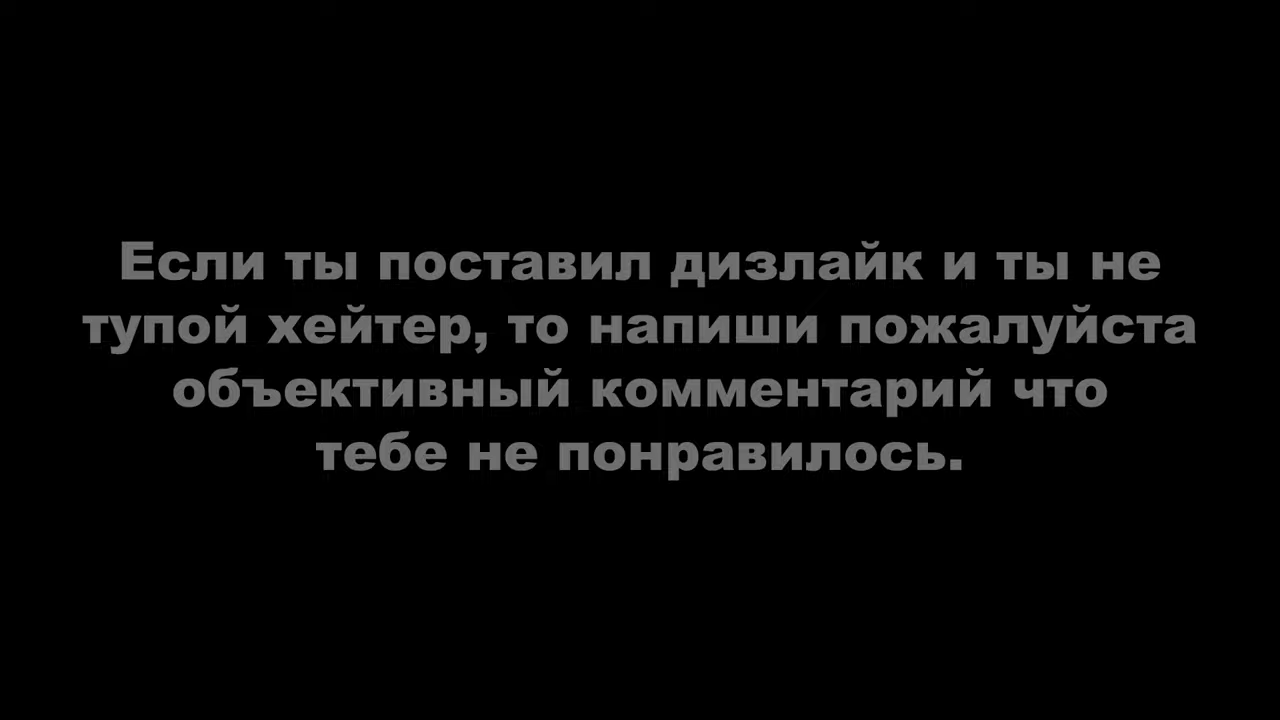 Если ты поставил дизлайк и ты не
тупой хейтер, то напиши пожалуйста
объективный комментарий что
тебе не понравилось.